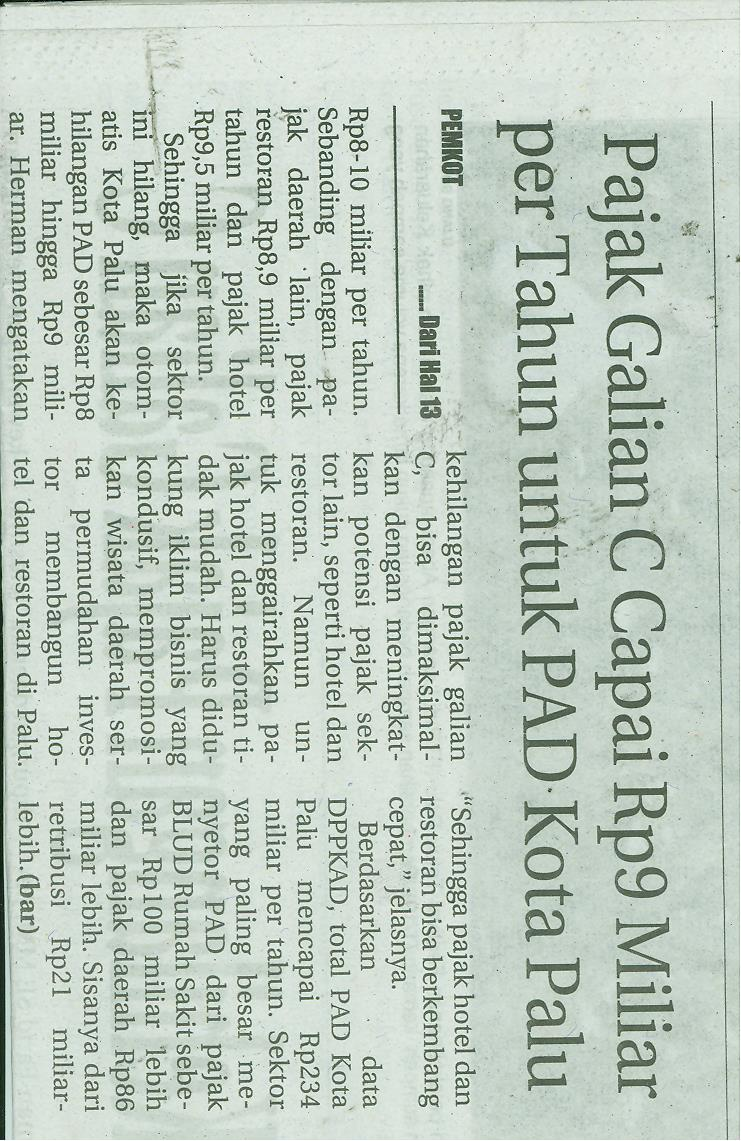 Pajak Galian C Capai Rp9 Miliar
per Tahun untuk PAD Kota Palu
PEMKOT
...... Dari Hal 13
Rp8-10 miliar per tahun.
Sebanding dengan pa-
jak daerah lain, pajak
restoran Rp8,9 miliar per
tahun dan pajak hotel
Rp9,5 miliar per tahun.
Sehingga jika sektor
ini hilang, maka otom-
atis Kota Palu akan ke-
hilangan PAD sebesar Rp8
miliar hingga Rp9 mili-
ar. Herman mengatakan
kehilangan pajak galian
C, bisa dimaksimal-
kan dengan meningkat-
kan potensi pajak sek-
tor lain, seperti hotel dan
restoran. Namun un-
tuk menggairahkan pa-
jak hotel dan restoran ti-
dak mudah. Harus didu-
kung iklim bisnis yang
kondusif, mempromosi-
kan wisata daerah ser-
ta permudahan inves-
tor membangun ho-
tel dan restoran di Palu.
“Sehingga pajak hotel dan
restoran bisa berkembang
cepat,” jelasnya.
Berdasarkan data
DPPKAD, total PAD Kota
Palu mencapai Rp234
miliar per tahun. Sektor
yang paling besar me-
nyetor PAD dari pajak
BLUD Rumah Sakit sebe-
sar Rp100 miliar lebih
dan pajak daerah Rp86
miliar lebih. Sisanya dari
retribusi Rp21 miliar-
lebih. (bar)